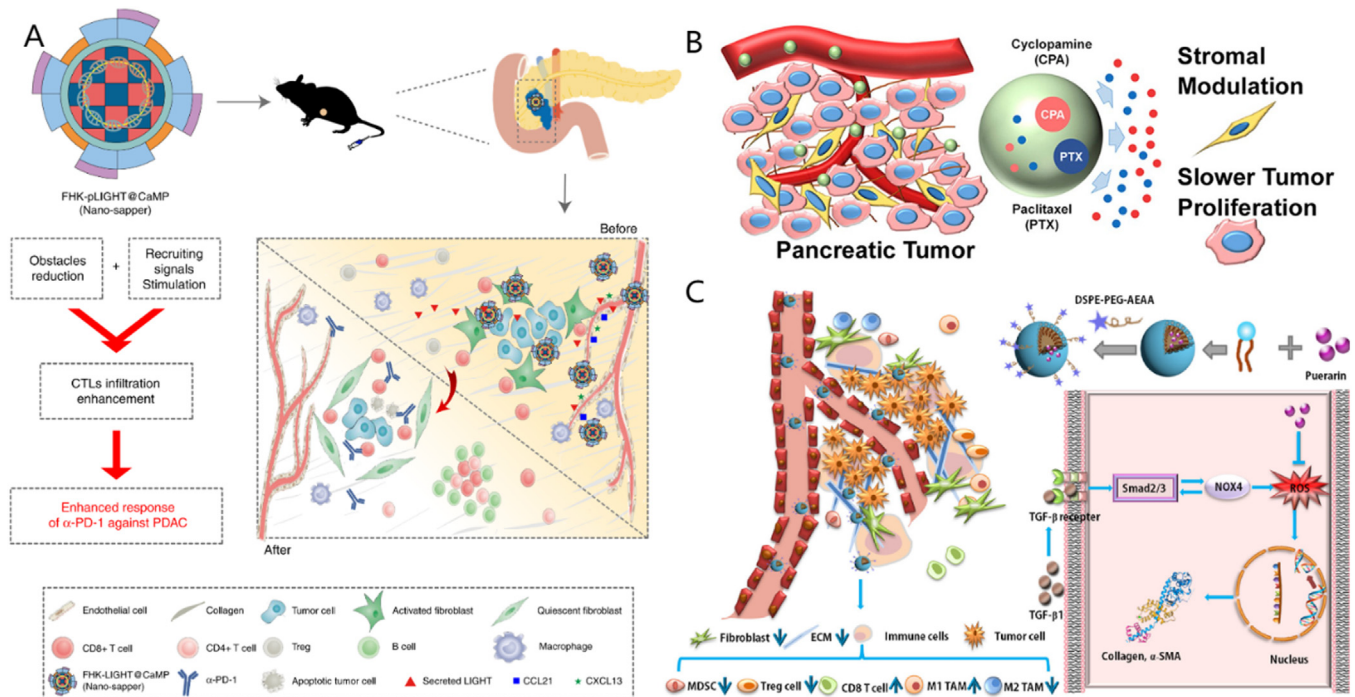 A
FHK-pLIGHT@CaMP
(Nano-sapper)
Obstacles
reduction
+
Recruiting
signals
Stimulation
CTLs infiltration
enhancement
Enhanced response
of α-PD-1 against PDAC
Before
After
Endothelial cell
Collagen
Tumor cell
Activated fibroblast
Quiescent fibroblast
CD8+ T cell
CD4+ T cell
Treg
B cell
Macrophage
FHK-LIGHT@CaMP
(Nano-sapper)
α-PD-1
Apoptotic tumor cell
Secreted LIGHT
CCL21
CXCL13
B
Cyclopamine
(CPA)
CPA
PTX
Paclitaxel
(PTX)
Stromal
Modulation
Slower Tumor
Proliferation
Pancreatic Tumor
C
DSPE-PEG-AEAA
+
Puerarin
TGF-β recepter
Smad2/3
NOX4
ROS
TGF-β1
Collagen, α-SMA
Nucleus
Fibroblast
ECM
Immune cells
Tumor cell
MDSC
Treg cell
CD8 T cell
M1 TAM
M2 TAM